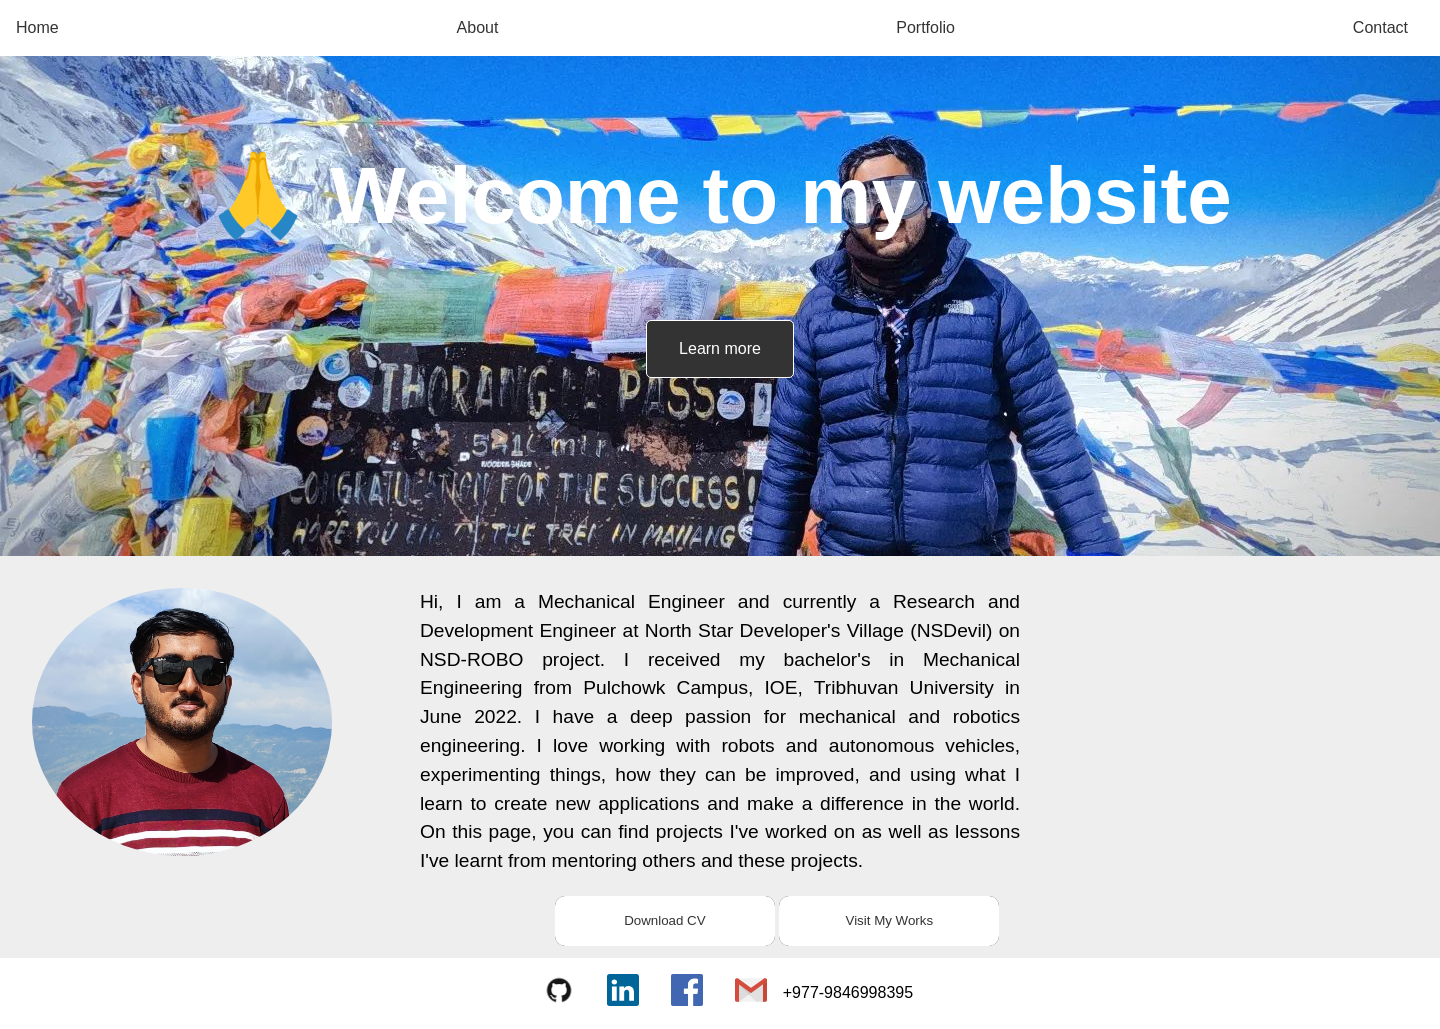 Home
About
Portfolio
Contact
🙏 Welcome to my website
Learn more
THORANG LA PASS
5416 mtr
CONGRATULATION FOR THE SUCCESS!
HOPE YOU THE TREK IN MANANG
Hi, I am a Mechanical Engineer and currently a Research and
Development Engineer at North Star Developer's Village (NSDevil) on
NSD-ROBO project. I received my bachelor's in Mechanical
Engineering from Pulchowk Campus, IOE, Tribhuvan University in
June 2022. I have a deep passion for mechanical and robotics
engineering. I love working with robots and autonomous vehicles,
experimenting things, how they can be improved, and using what I
learn to create new applications and make a difference in the world.
On this page, you can find projects I've worked on as well as lessons
I've learnt from mentoring others and these projects.
Download CV
Visit My Works
in
+977-9846998395